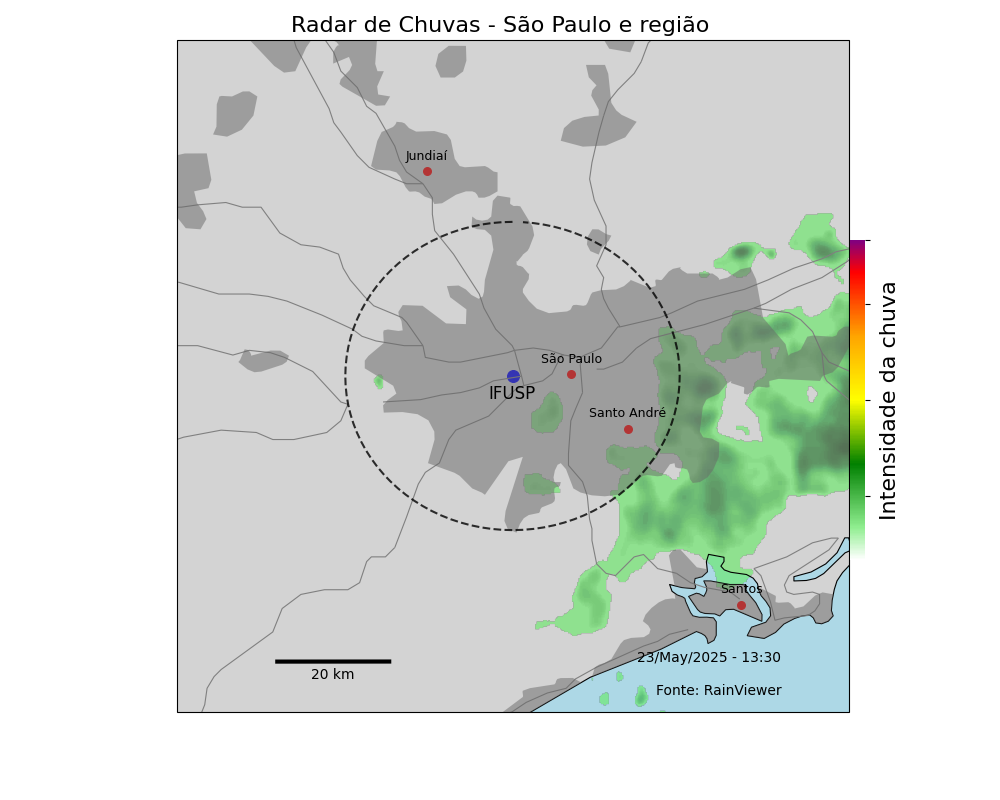 Radar de Chuvas - São Paulo e região
Jundiaí
São Paulo
IFUSP
Santo André
Intensidade da chuva
Santos
23/May/2025 - 13:30
20 km
Fonte: RainViewer